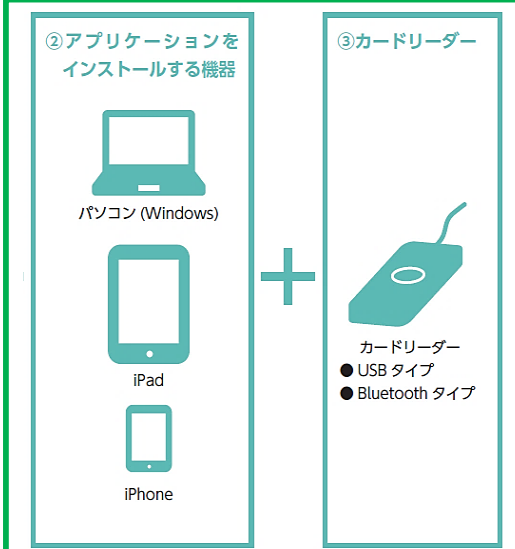 ②アプリケーションを
インストールする機器
パソコン (Windows)
iPad
iPhone
③カードリーダー
カードリーダー
● USB タイプ
● Bluetooth タイプ